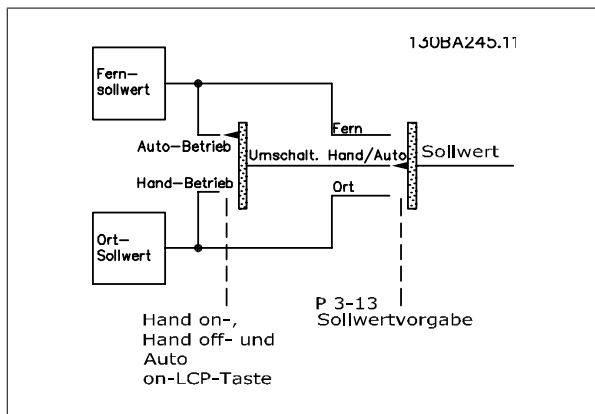 130BA245.11
Fern-
sollwert
Fern
Auto-Betrieb
Umschalt. Hand/Auto
Sollwert
Hand-Betrieb
Ort
Ort-
Sollwert
P 3-13
Sollwertvorgabe
Hand on-,
Hand off- und
Auto
on-LCP-Taste